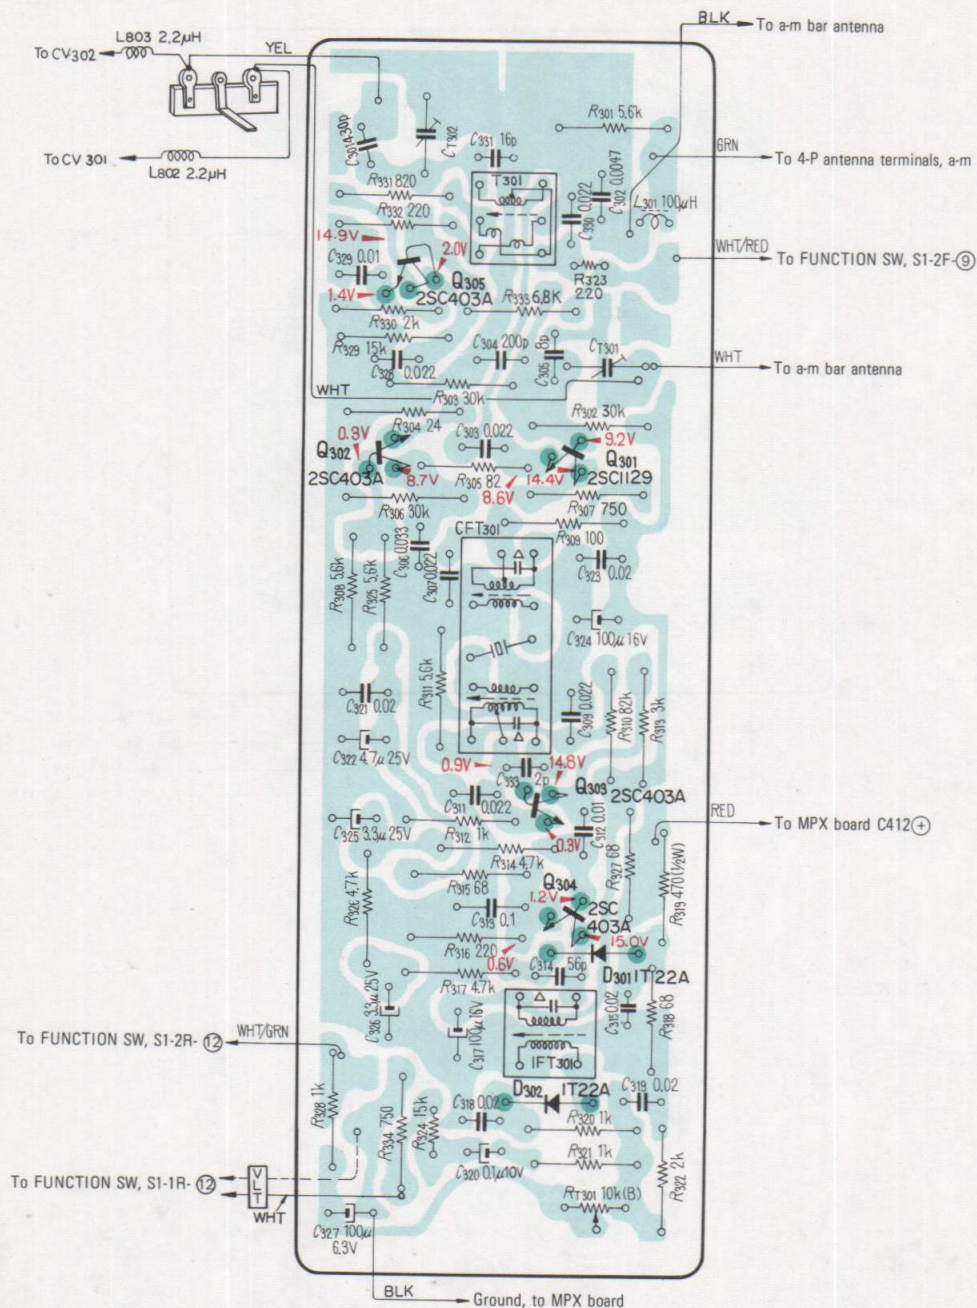 BLK
To a-m bar antenna
L803 2.2µH
To CV302
YEL
To CV 301
L802 2.2µH
C301 430p
CT302
C331 16p
R301 5.6k
GRN
To 4-P antenna terminals, a-m
R331 820
T301
C330 0.022
C302 0.0047
L301 100µH
R332 220
14.9V
2.0V
WHT/RED
To FUNCTION SW, S1-2F-⑨
C329 0.01
Q305
2SC403A
1.4V
R323
220
R333 6.8K
R330 2k
R329 15k
C304 200p
C305 8p
CT301
WHT
To a-m bar antenna
C328 0.022
WHT
R303 30k
R304 24
R302 30k
Q302
0.9V
C303 0.022
9.2V
Q301
2SC403A
8.7V
R305 82
14.4V
2SC1129
8.6V
R306 30k
R307 750
R309 100
CFT301
C306 0.033
C307 0.022
C323 0.02
R308 5.6k
R325 5.6k
C324 100µ 16V
R311 5.6k
C321 0.02
C309 0.022
R310 82k
R313 3k
C322 4.7µ 25V
0.9V
C333 2p
14.8V
Q303
2SC403A
C311 0.022
RED
To MPX board C412⊕
C325 3.3µ 25V
R312 1k
0.3V
C312 0.01
R314 4.7k
R327 68
R319 470(½W)
R315 68
Q304
R326 4.7k
1.2V
2SC
403A
C313 0.1
R316 220
15.0V
0.6V
C314 56p
D301 1T22A
R317 4.7k
C326 3.3µ 25V
C317 100µ 16V
C315 0.02
R318 68
To FUNCTION SW, S1-2R-⑫
WHT/GRN
IFT301
D302
1T22A
C319 0.02
R328 1k
R334 750
R324 15k
C318 0.02
R320 1k
C320 0.1µ 10V
R321 1k
R322 2k
To FUNCTION SW, S1-1R-⑫
VLT
WHT
RT301 10k(B)
C327 100µ
6.3V
BLK
Ground, to MPX board